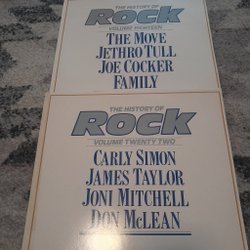 THE HISTORY OF
Rock
VOLUME EIGHTEEN
THE MOVE
JETHRO TULL
JOE COCKER
FAMILY
THE HISTORY OF
Rock
VOLUME TWENTY TWO
CARLY SIMON
JAMES TAYLOR
JONI MITCHELL
DON McLEAN